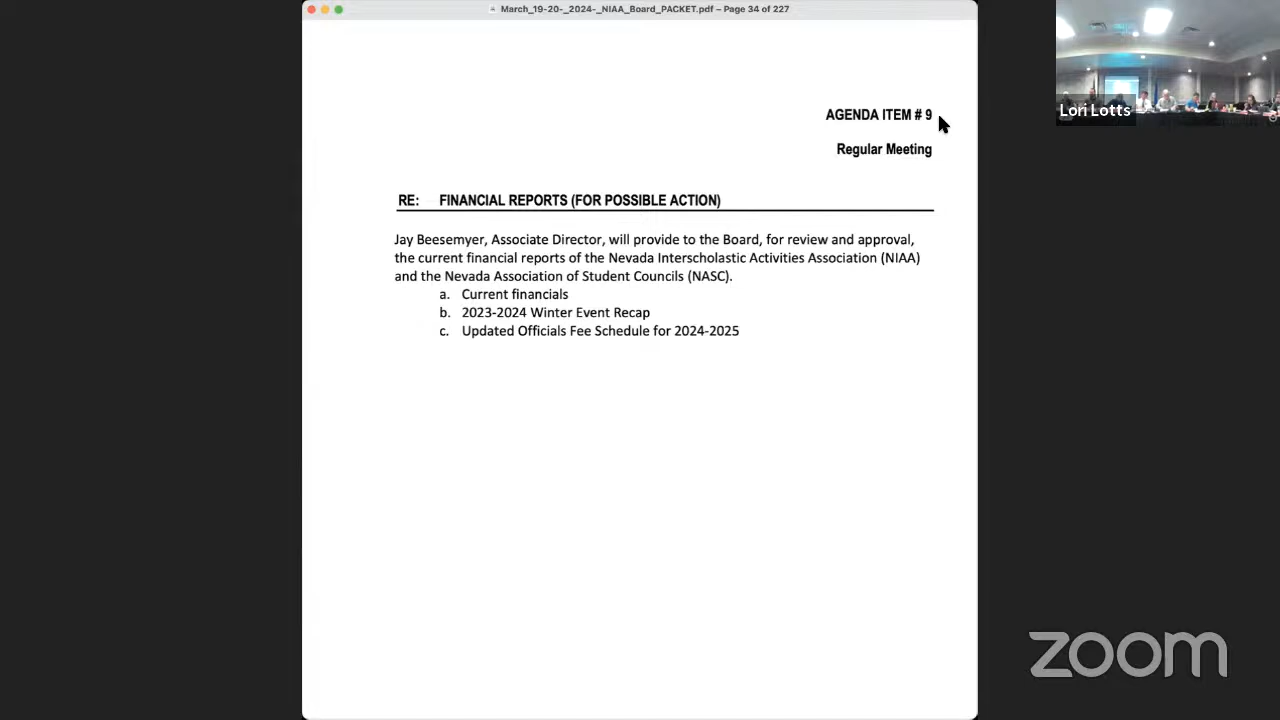 March_19-20-_2024-_NIAA_Board_PACKET.pdf – Page 34 of 227
Lori Lotts
AGENDA ITEM # 9
Regular Meeting
RE: FINANCIAL REPORTS (FOR POSSIBLE ACTION)
Jay Beesemyer, Associate Director, will provide to the Board, for review and approval,
the current financial reports of the Nevada Interscholastic Activities Association (NIAA)
and the Nevada Association of Student Councils (NASC).
a. Current financials
b. 2023-2024 Winter Event Recap
c. Updated Officials Fee Schedule for 2024-2025
zoom